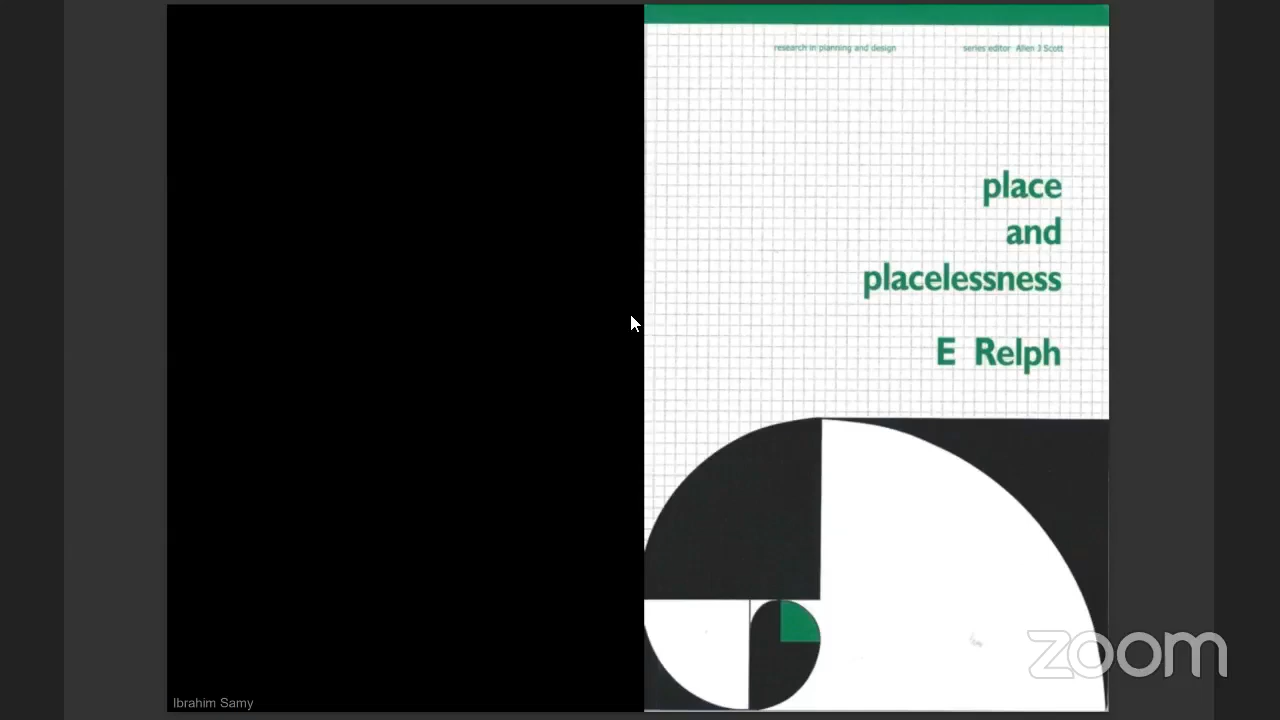 research in planning and design series editor Allen J Scott
place
and
placelessness
E Relph
zoom
Ibrahim Samy